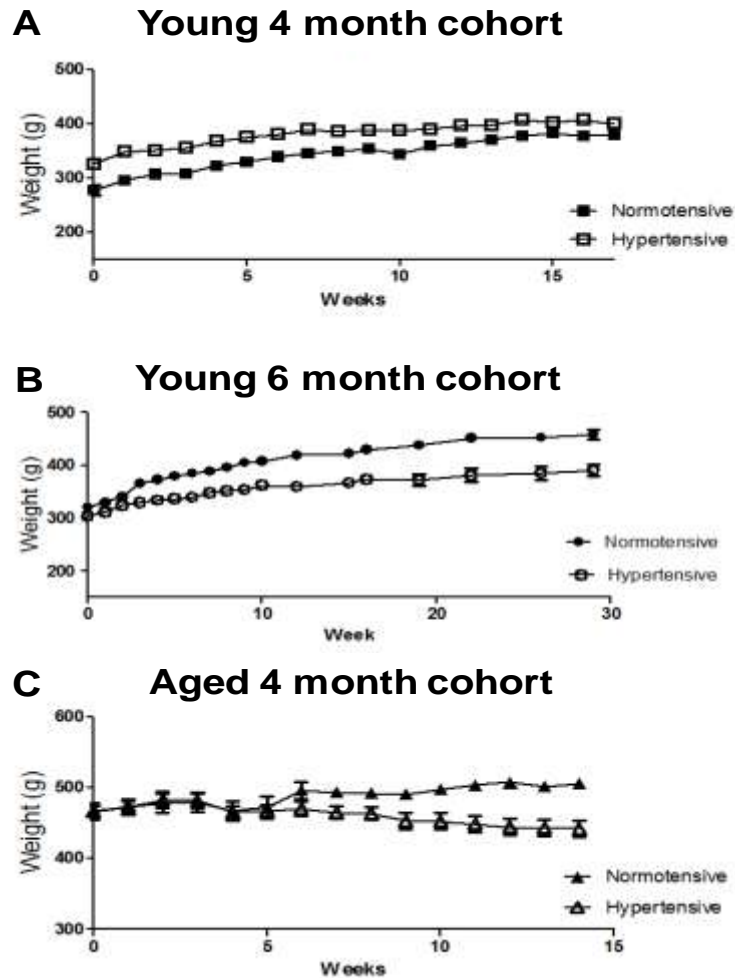 A Young 4 month cohort
500
400
300
200
Weight (g)
Normotensive
Hypertensive
0 5 10 15
Weeks
B Young 6 month cohort
500
400
300
200
Weight (g)
Normotensive
Hypertensive
0 10 20 30
Week
C Aged 4 month cohort
600
500
400
300
Weight (g)
Normotensive
Hypertensive
0 5 10 15
Weeks